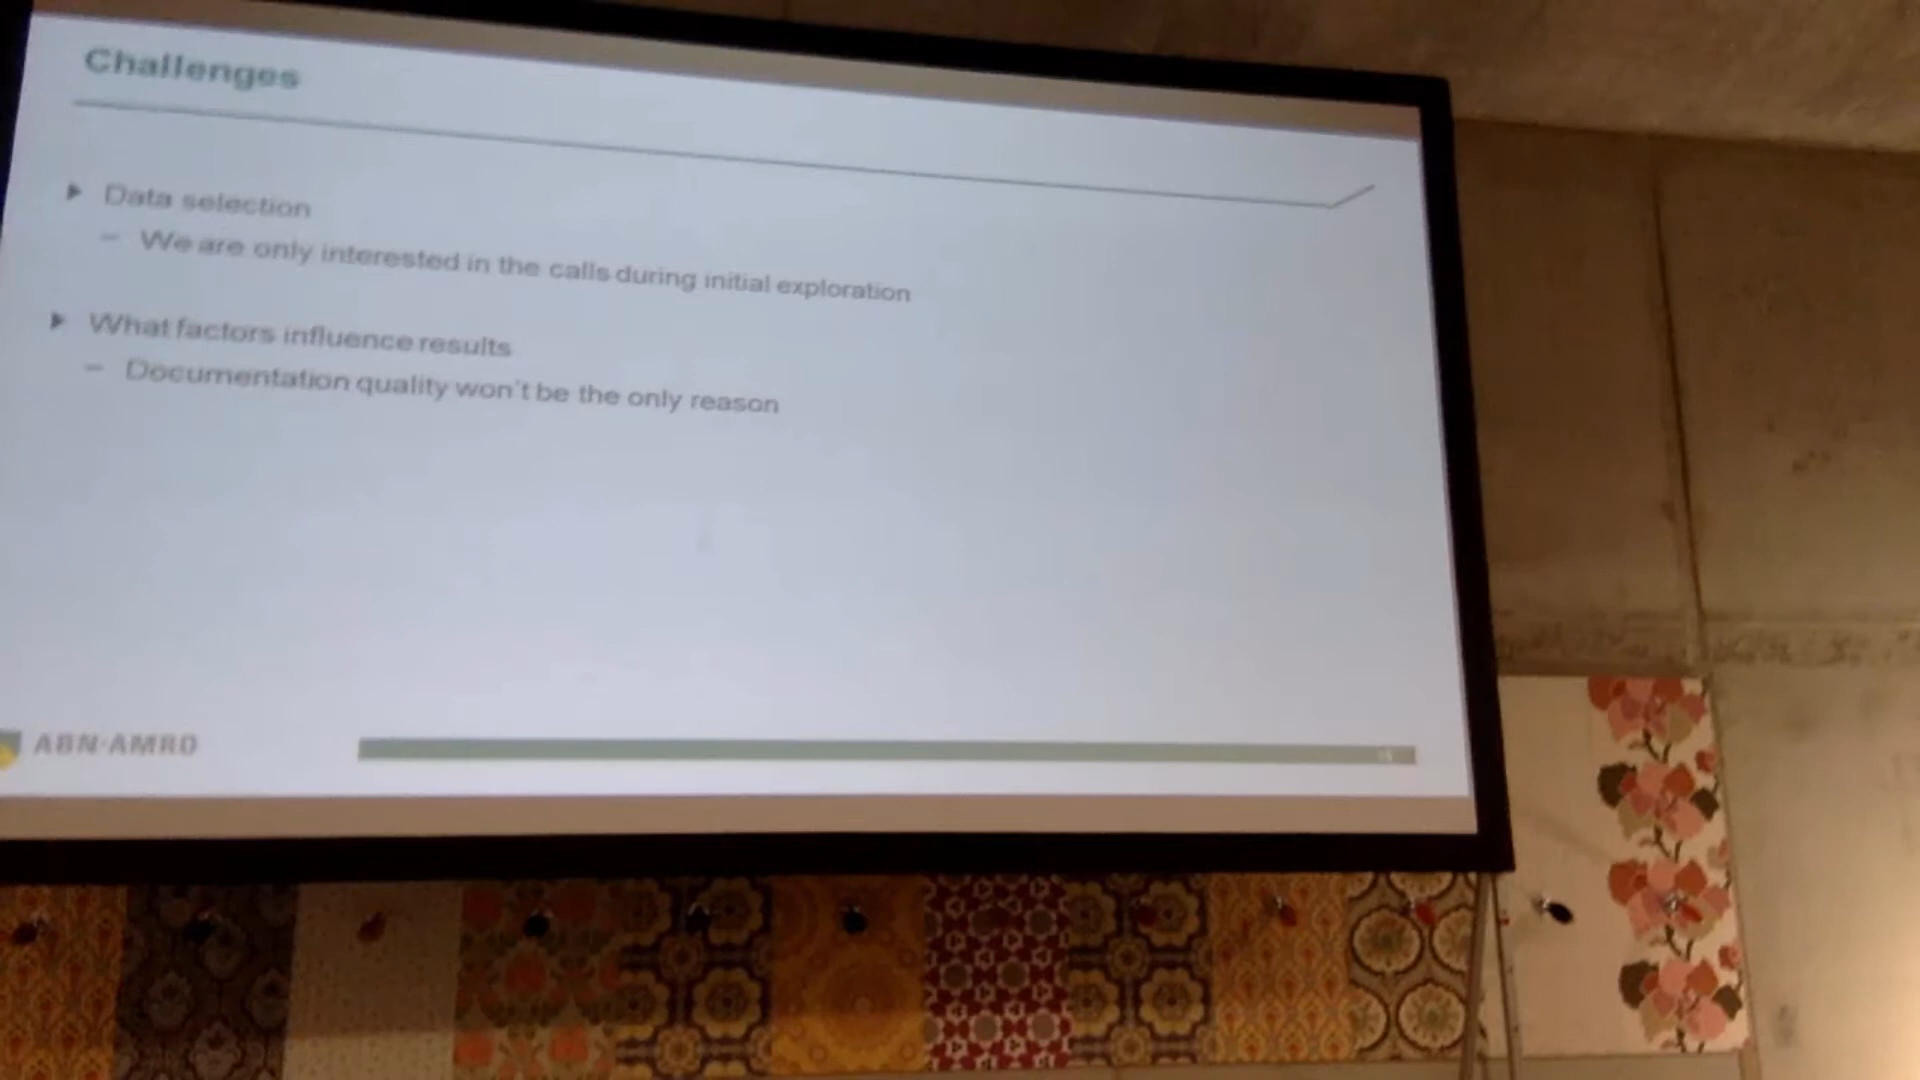 Challenges
Data selection
– We are only interested in the calls during initial exploration
What factors influence results
– Documentation quality won't be the only reason
ABN·AMRO